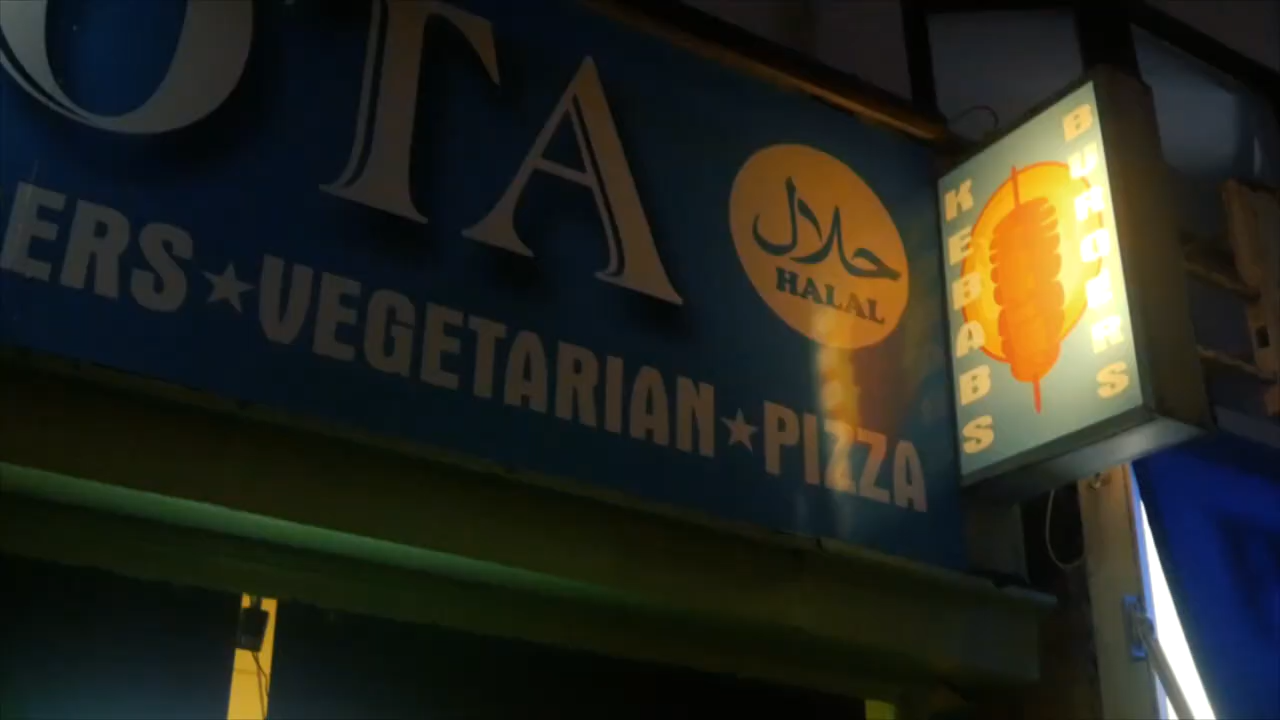 OTA
ERS★VEGETARIAN★PIZZA
حلال
HALAL
KEBABS
BURGERS